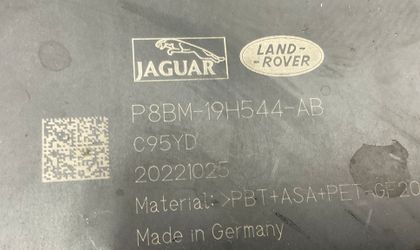 JAGUAR
LAND-
ROVER
P8BM-19H544-AB
C95YD
20221025
Material: >PBT+ASA+PET-GF20
Made in Germany